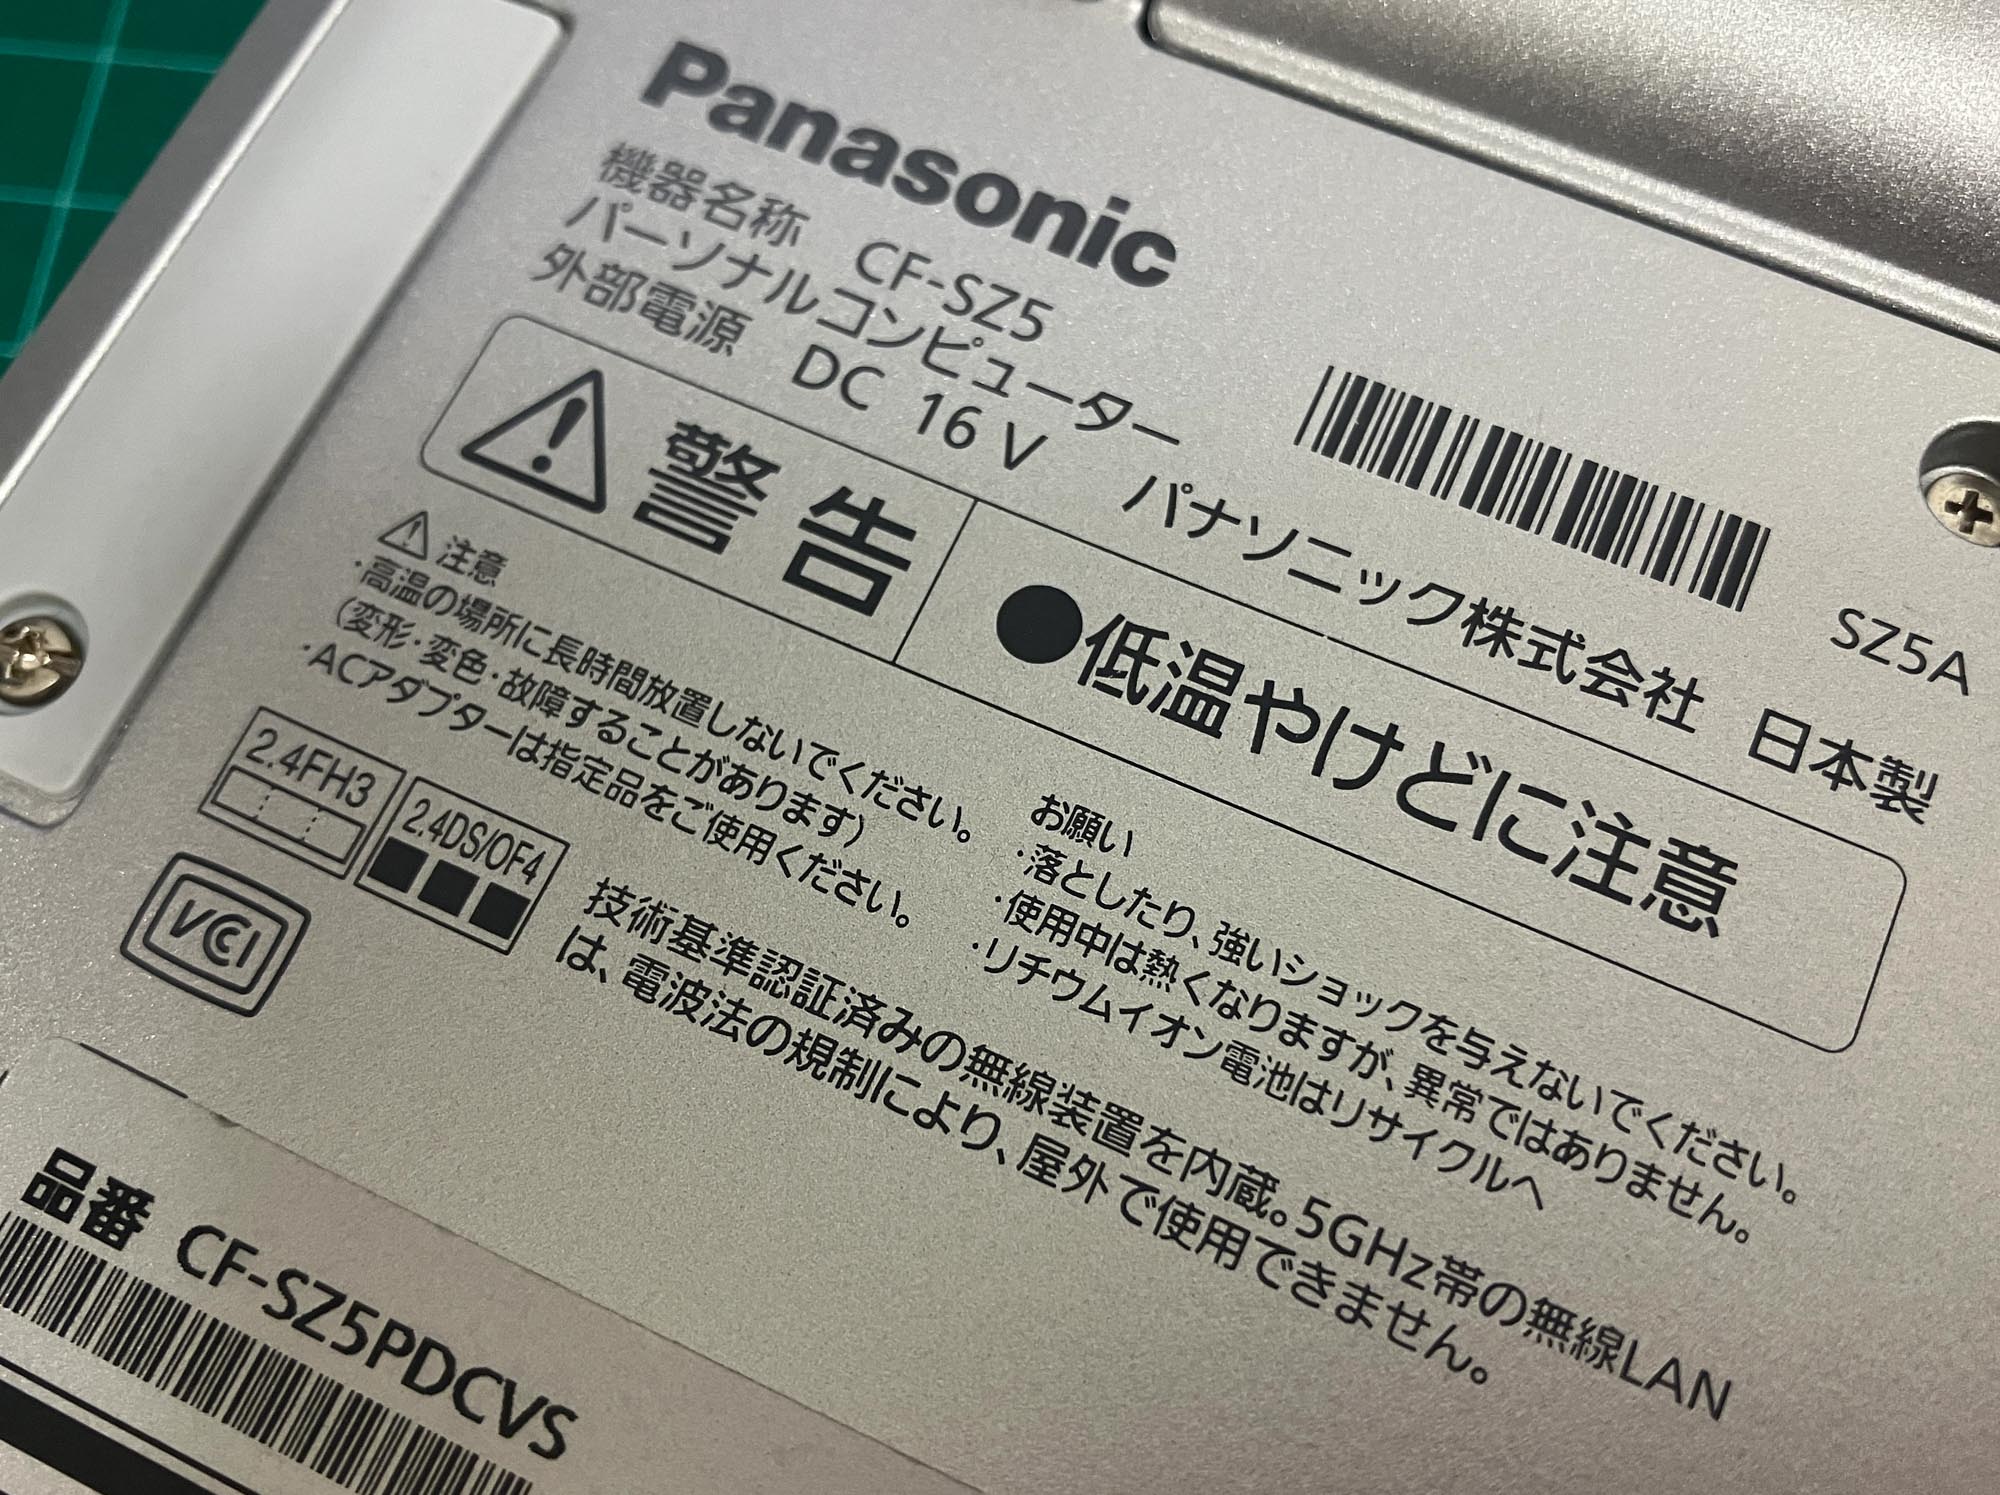 Panasonic
機器名称 CF-SZ5
パーソナルコンピューター
外部電源 DC 16 V パナソニック株式会社 日本製
SZ5A
警告 ●低温やけどに注意
注意
・高温の場所に長時間放置しないでください。
(変形・変色・故障することがあります)
・ACアダプターは指定品をご使用ください。
お願い
・落としたり、強いショックを与えないでください。
・使用中は熱くなりますが、異常ではありません。
・リチウムイオン電池はリサイクルへ
2.4FH3
2.4DS/OF4
VCI
技術基準認証済みの無線装置を内蔵。5GHz帯の無線LAN
は、電波法の規制により、屋外で使用できません。
品番 CF-SZ5PDCVS